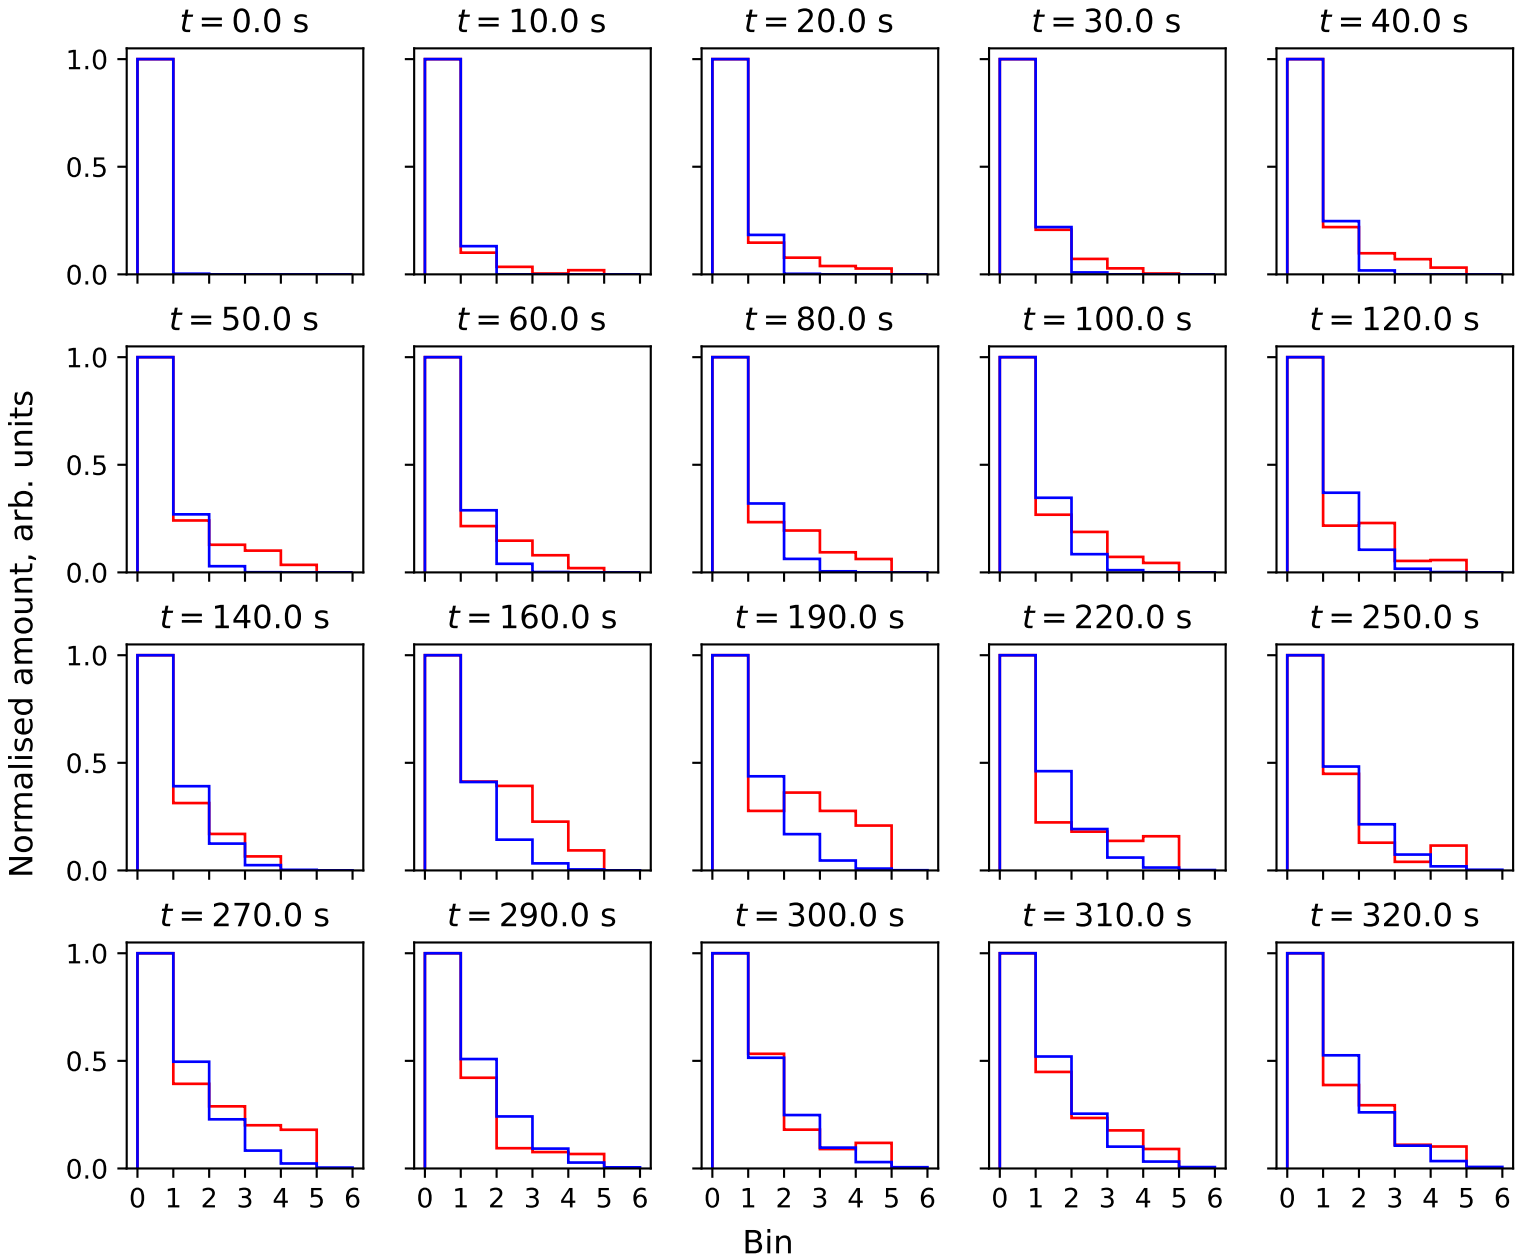 t = 0.0 s
t = 10.0 s
t = 20.0 s
t = 30.0 s
t = 40.0 s
1.0
0.5
0.0
t = 50.0 s
t = 60.0 s
t = 80.0 s
t = 100.0 s
t = 120.0 s
1.0
0.5
0.0
Normalised amount, arb. units
t = 140.0 s
t = 160.0 s
t = 190.0 s
t = 220.0 s
t = 250.0 s
1.0
0.5
0.0
t = 270.0 s
t = 290.0 s
t = 300.0 s
t = 310.0 s
t = 320.0 s
1.0
0.5
0.0
0 1 2 3 4 5 6
0 1 2 3 4 5 6
0 1 2 3 4 5 6
0 1 2 3 4 5 6
0 1 2 3 4 5 6
Bin